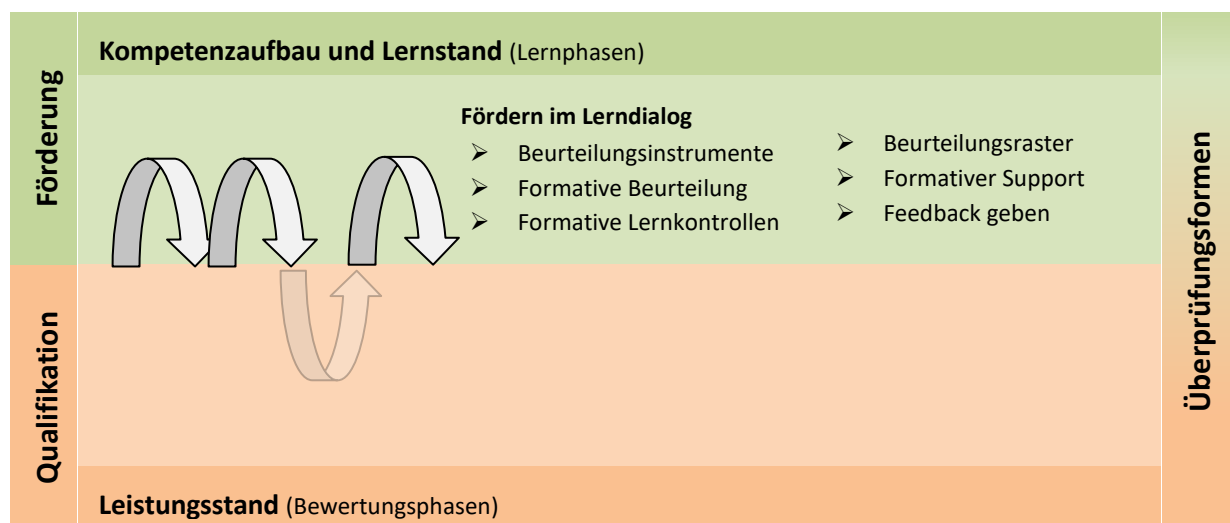 Förderung
Kompetenzaufbau und Lernstand (Lernphasen)
Fördern im Lerndialog
➢ Beurteilungsinstrumente
➢ Formative Beurteilung
➢ Formative Lernkontrollen
➢ Beurteilungsraster
➢ Formativer Support
➢ Feedback geben
Qualifikation
Leistungsstand (Bewertungsphasen)
Überprüfungsformen